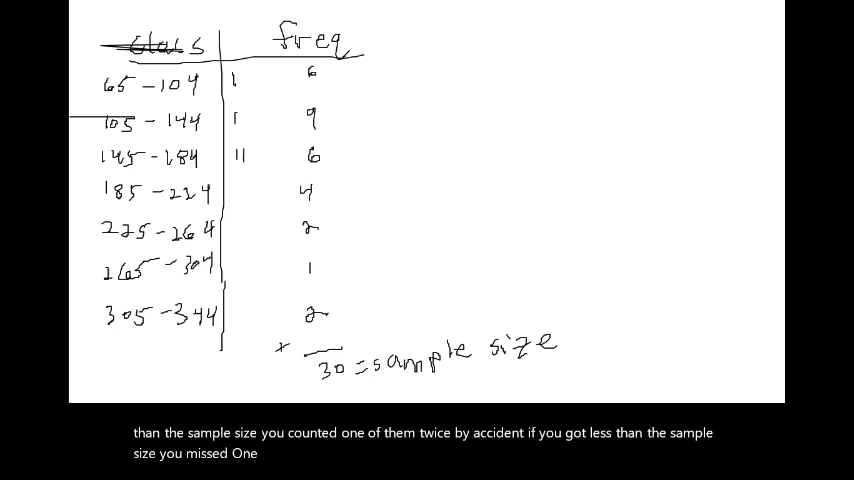 Class freq
65 - 104 | 6
105 - 144 | 9
145 - 184 || 6
185 - 224 4
225 - 264 2
265 - 304 1
305 - 344 2
+
30 = sample size
than the sample size you counted one of them twice by accident if you got less than the sample
size you missed One